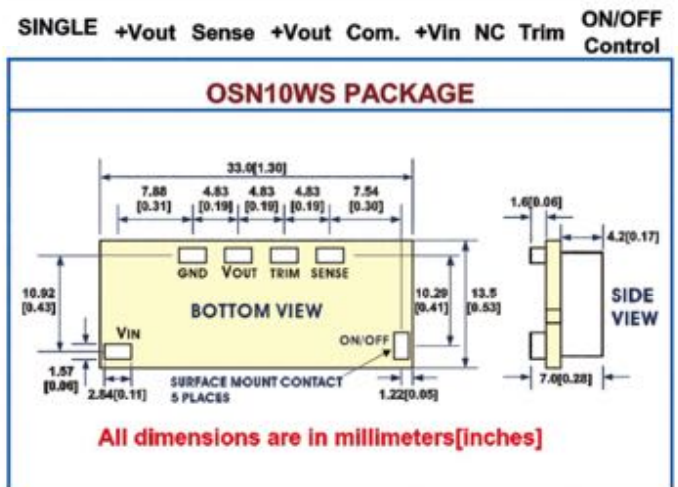 SINGLE +Vout Sense +Vout Com. +Vin NC Trim ON/OFF Control
OSN10WS PACKAGE
33.0[1.30]
7.88 [0.31] 4.83 [0.19] 4.83 [0.19] 4.83 [0.19] 7.54 [0.30]
1.6[0.06]
4.2[0.17]
GND VOUT TRIM SENSE
10.92 [0.43]
BOTTOM VIEW
10.29 [0.41]
13.5 [0.53]
SIDE VIEW
VIN
ON/OFF
1.57 [0.06]
2.84[0.11]
SURFACE MOUNT CONTACT
5 PLACES
1.22[0.05]
7.0[0.28]
All dimensions are in millimeters[inches]